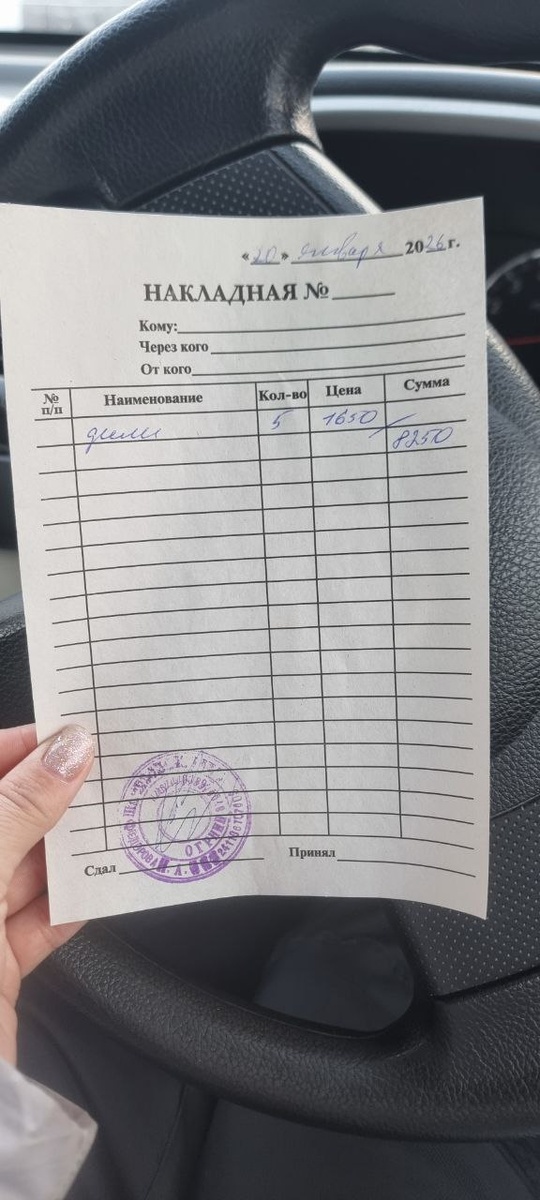 «20» января 2026 г.
НАКЛАДНАЯ №
Кому:
Через кого
От кого
№ п/п Наименование Кол-во Цена Сумма
5 1650/ 8250
ОГРНИП
И. А.
Сдал Принял